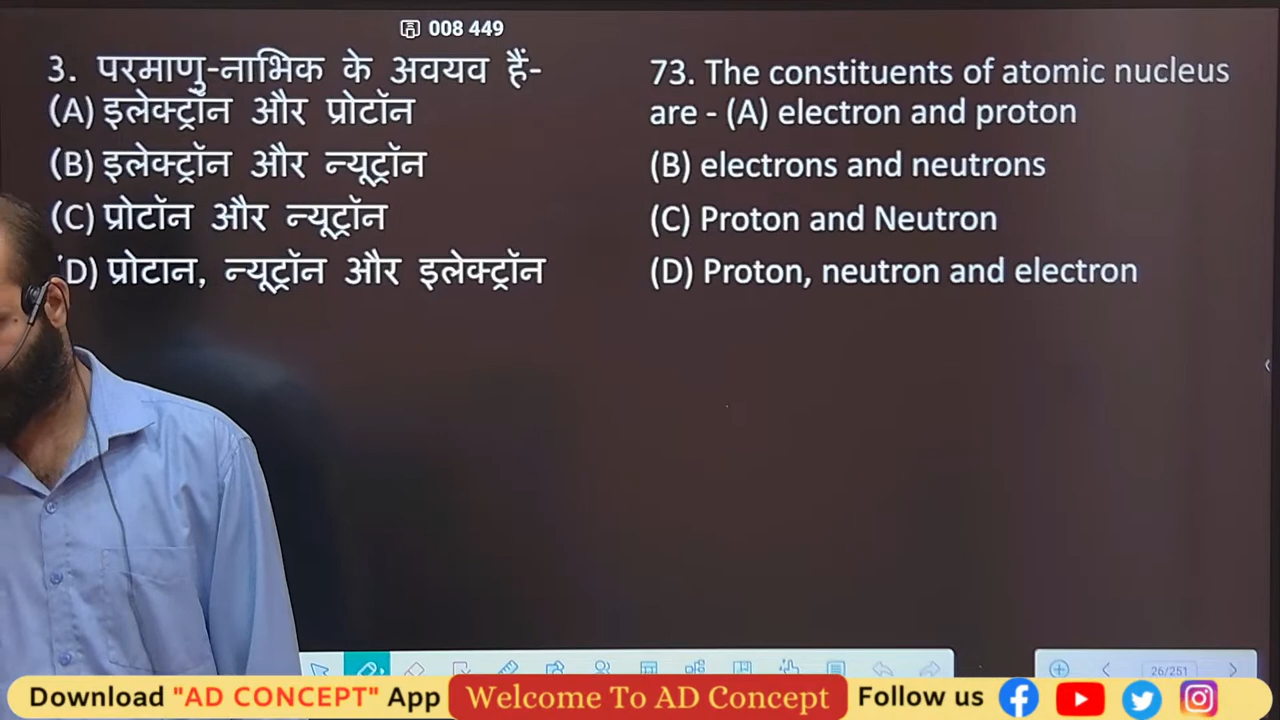 008 449
3. परमाणु-नाभिक के अवयव हैं-
(A) इलेक्ट्रॉन और प्रोटॉन
(B) इलेक्ट्रॉन और न्यूट्रॉन
(C) प्रोटॉन और न्यूट्रॉन
D) प्रोटान, न्यूट्रॉन और इलेक्ट्रॉन
73. The constituents of atomic nucleus
are - (A) electron and proton
(B) electrons and neutrons
(C) Proton and Neutron
(D) Proton, neutron and electron
26/251
Download "AD CONCEPT" App
Welcome To AD Concept
Follow us